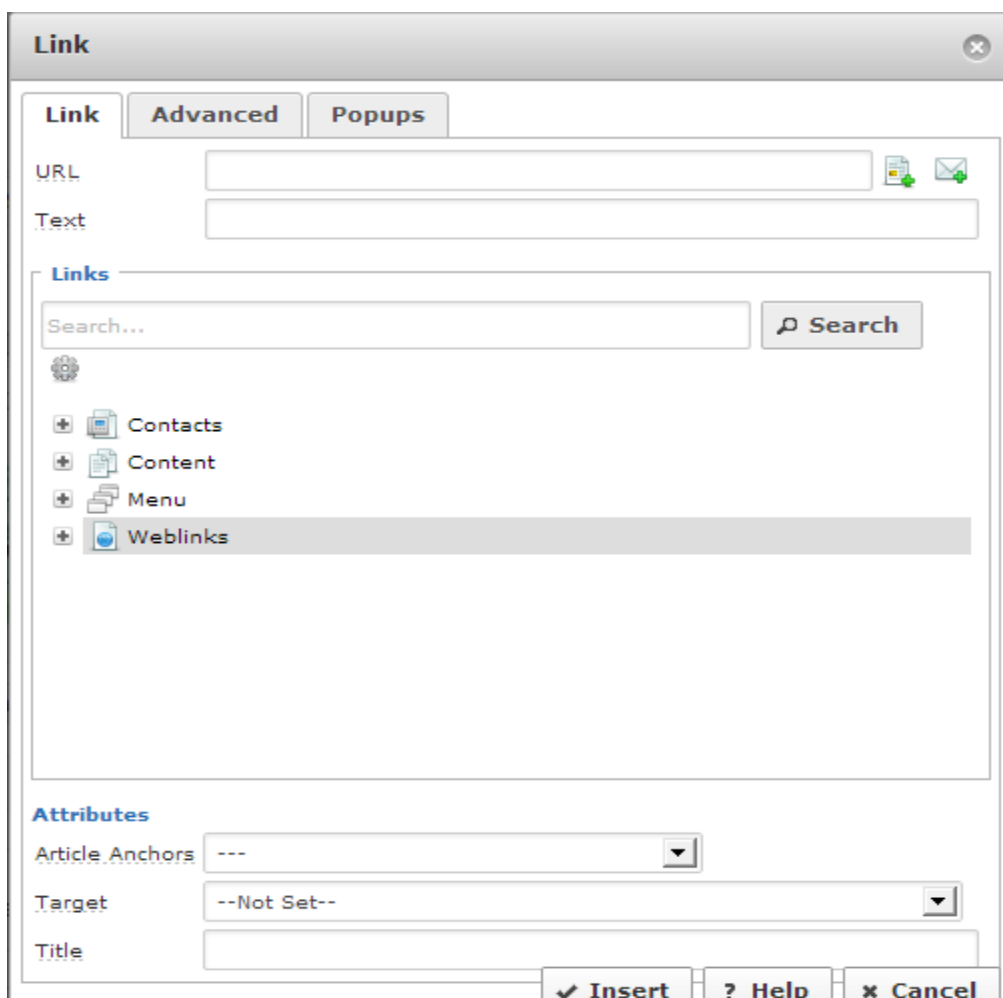 Link
Link Advanced Popups
URL
Text
Links
Search... Search
Contacts
Content
Menu
Weblinks
Attributes
Article Anchors ---
Target --Not Set--
Title
Insert ? Help Cancel